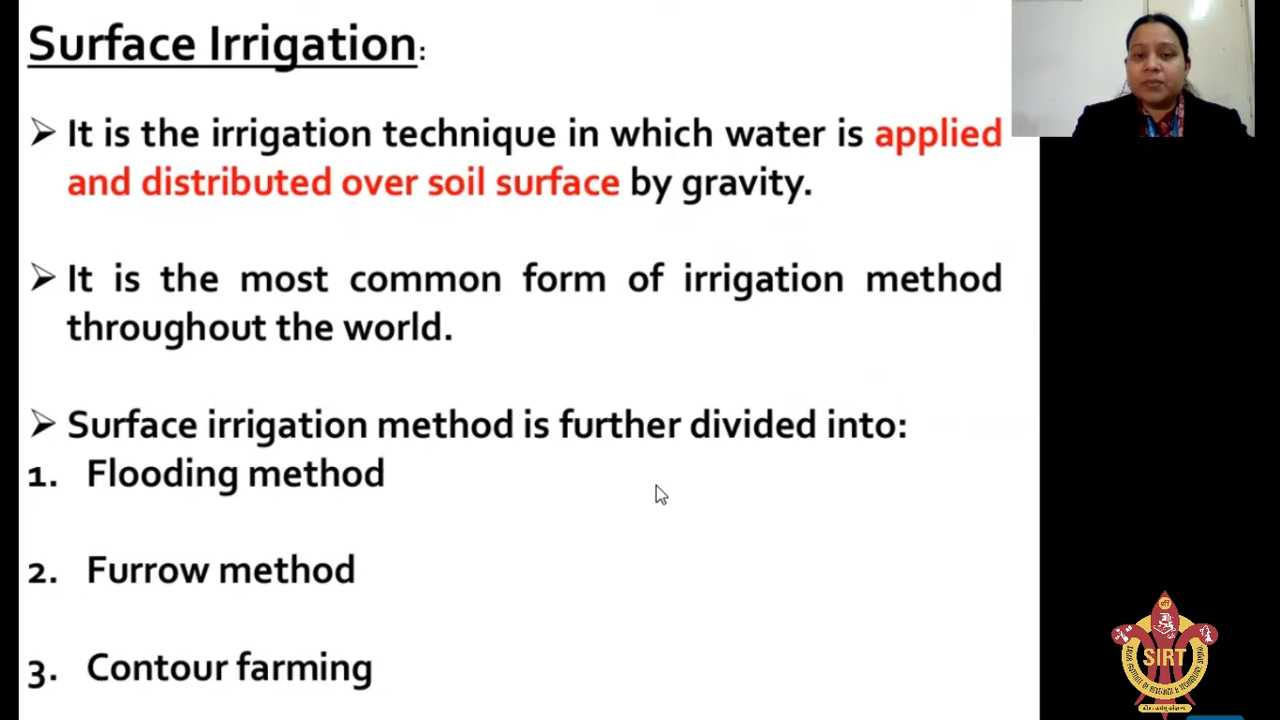 Surface Irrigation:
➢ It is the irrigation technique in which water is applied
and distributed over soil surface by gravity.
➢ It is the most common form of irrigation method
throughout the world.
➢ Surface irrigation method is further divided into:
1. Flooding method
2. Furrow method
3. Contour farming
SIRT